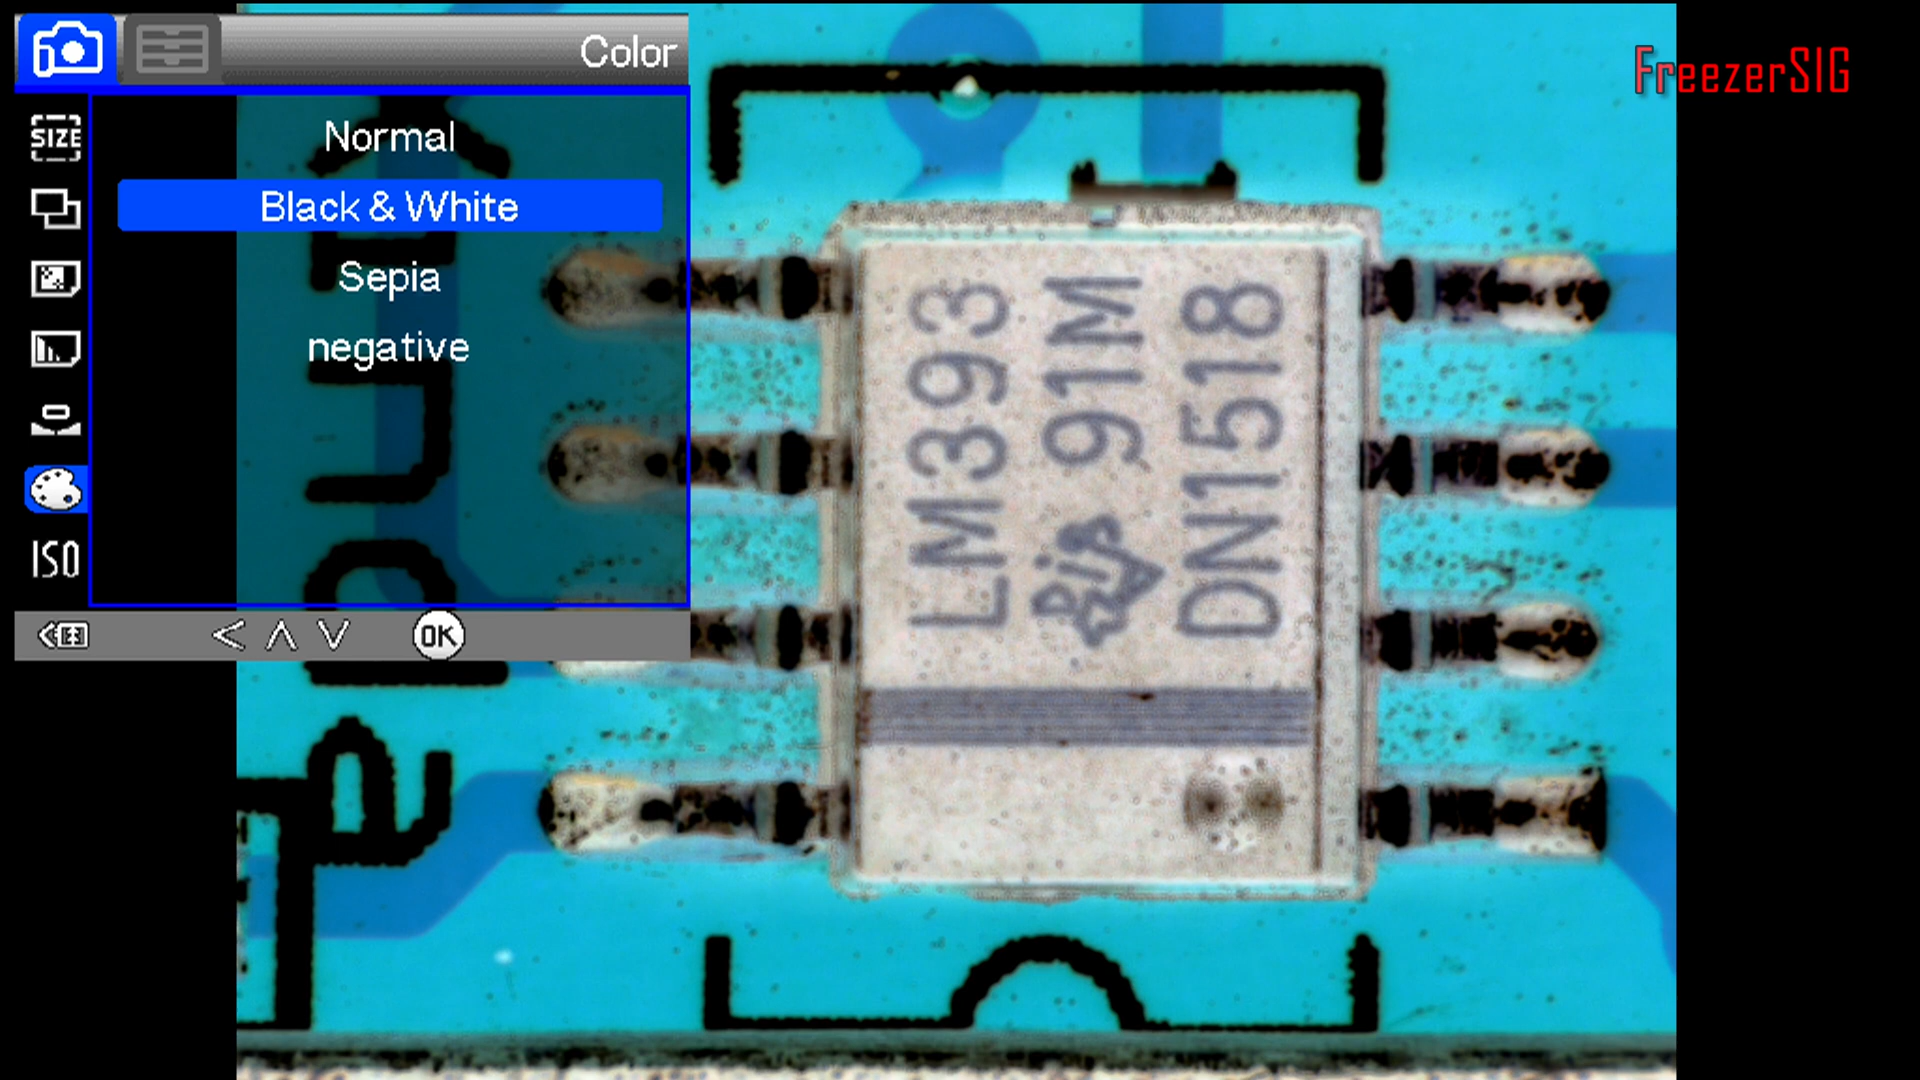 Color
FreezerSIG
SIZE
Normal
Black & White
Sepia
negative
ISO
OK
LM393
91M
DN1518